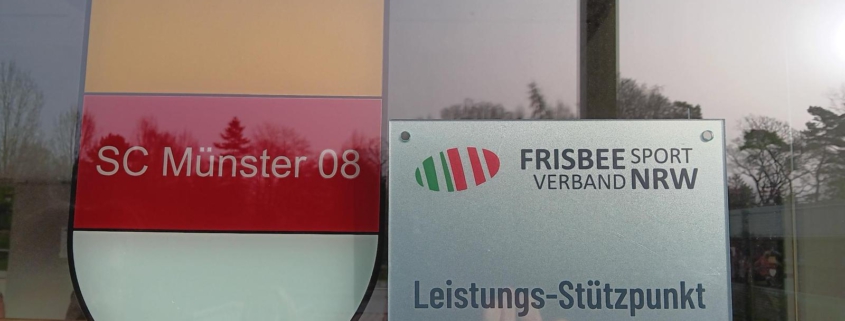 SC Münster 08
FRISBEE SPORT
VERBAND NRW
Leistungs-Stützpunkt